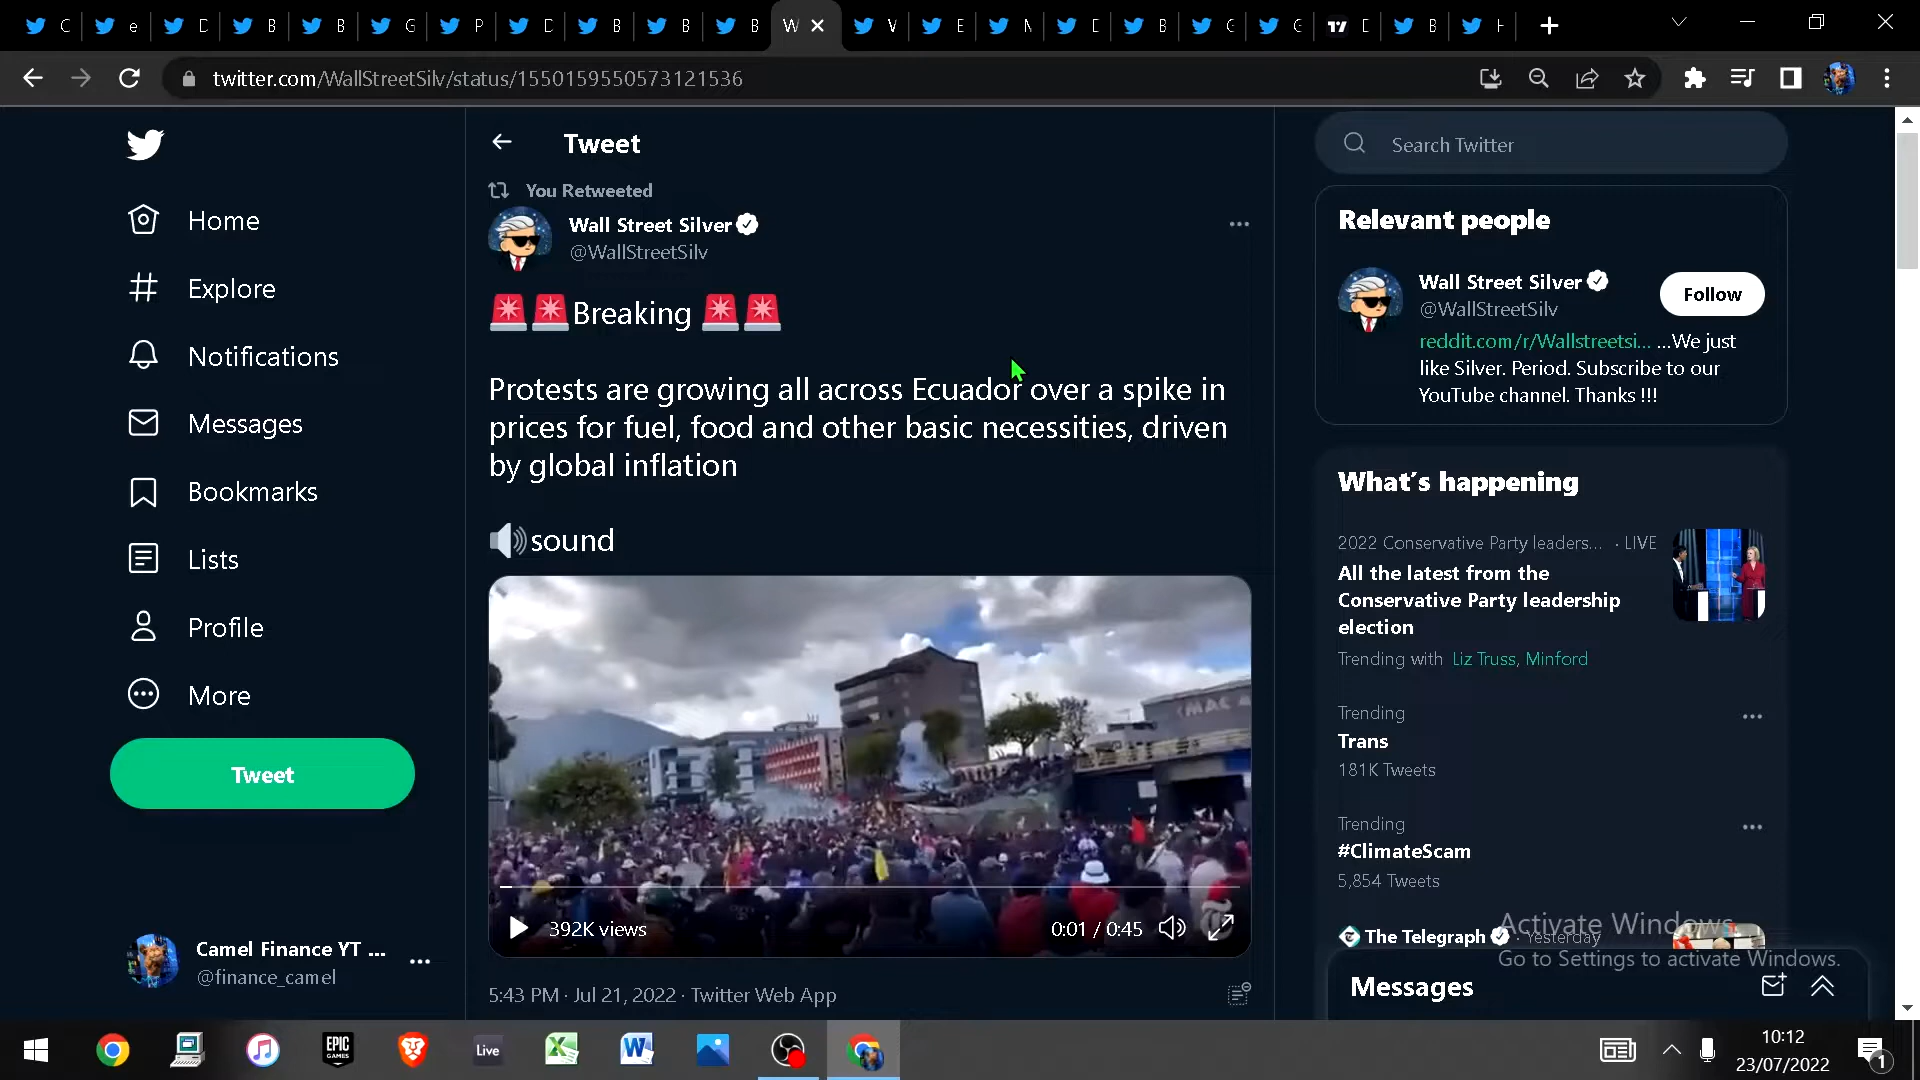 C
e
D
B
B
G
P
D
B
B
B
W
V
E
N
D
B
G
G
D
B
F
twitter.com/WallStreetSilv/status/1550159550573121536
Home
Explore
Notifications
Messages
Bookmarks
Lists
Profile
More
Tweet
Camel Finance YT ...
@finance_camel
Tweet
You Retweeted
Wall Street Silver
@WallStreetSilv
Breaking
Protests are growing all across Ecuador over a spike in
prices for fuel, food and other basic necessities, driven
by global inflation
sound
392K views
0:01 / 0:45
5:43 PM · Jul 21, 2022 · Twitter Web App
Search Twitter
Relevant people
Wall Street Silver
@WallStreetSilv
Follow
reddit.com/r/Wallstreetsi... ...We just
like Silver. Period. Subscribe to our
YouTube channel. Thanks !!!
What's happening
2022 Conservative Party leaders... · LIVE
All the latest from the
Conservative Party leadership
election
Trending with Liz Truss, Minford
Trending
Trans
181K Tweets
Trending
#ClimateScam
5,854 Tweets
The Telegraph · Yesterday
Activate Windows
Go to Settings to activate Windows.
Messages
EPIC
GAMES
Live
10:12
23/07/2022
1